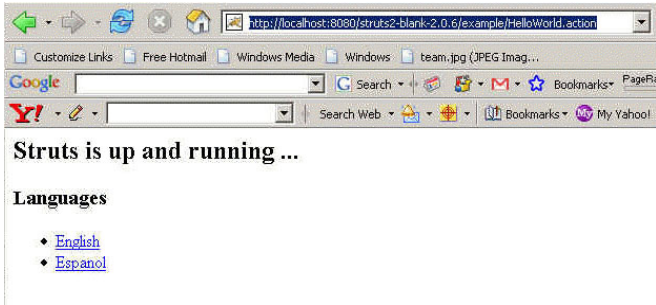 http://localhost:8080/struts2-blank-2.0.6/example/HelloWorld.action
Customize Links Free Hotmail Windows Media Windows team.jpg (JPEG Imag...
Google Search Bookmarks PageRa
Y! Search Web Bookmarks My Yahoo!
Struts is up and running ...
Languages
English
Espanol